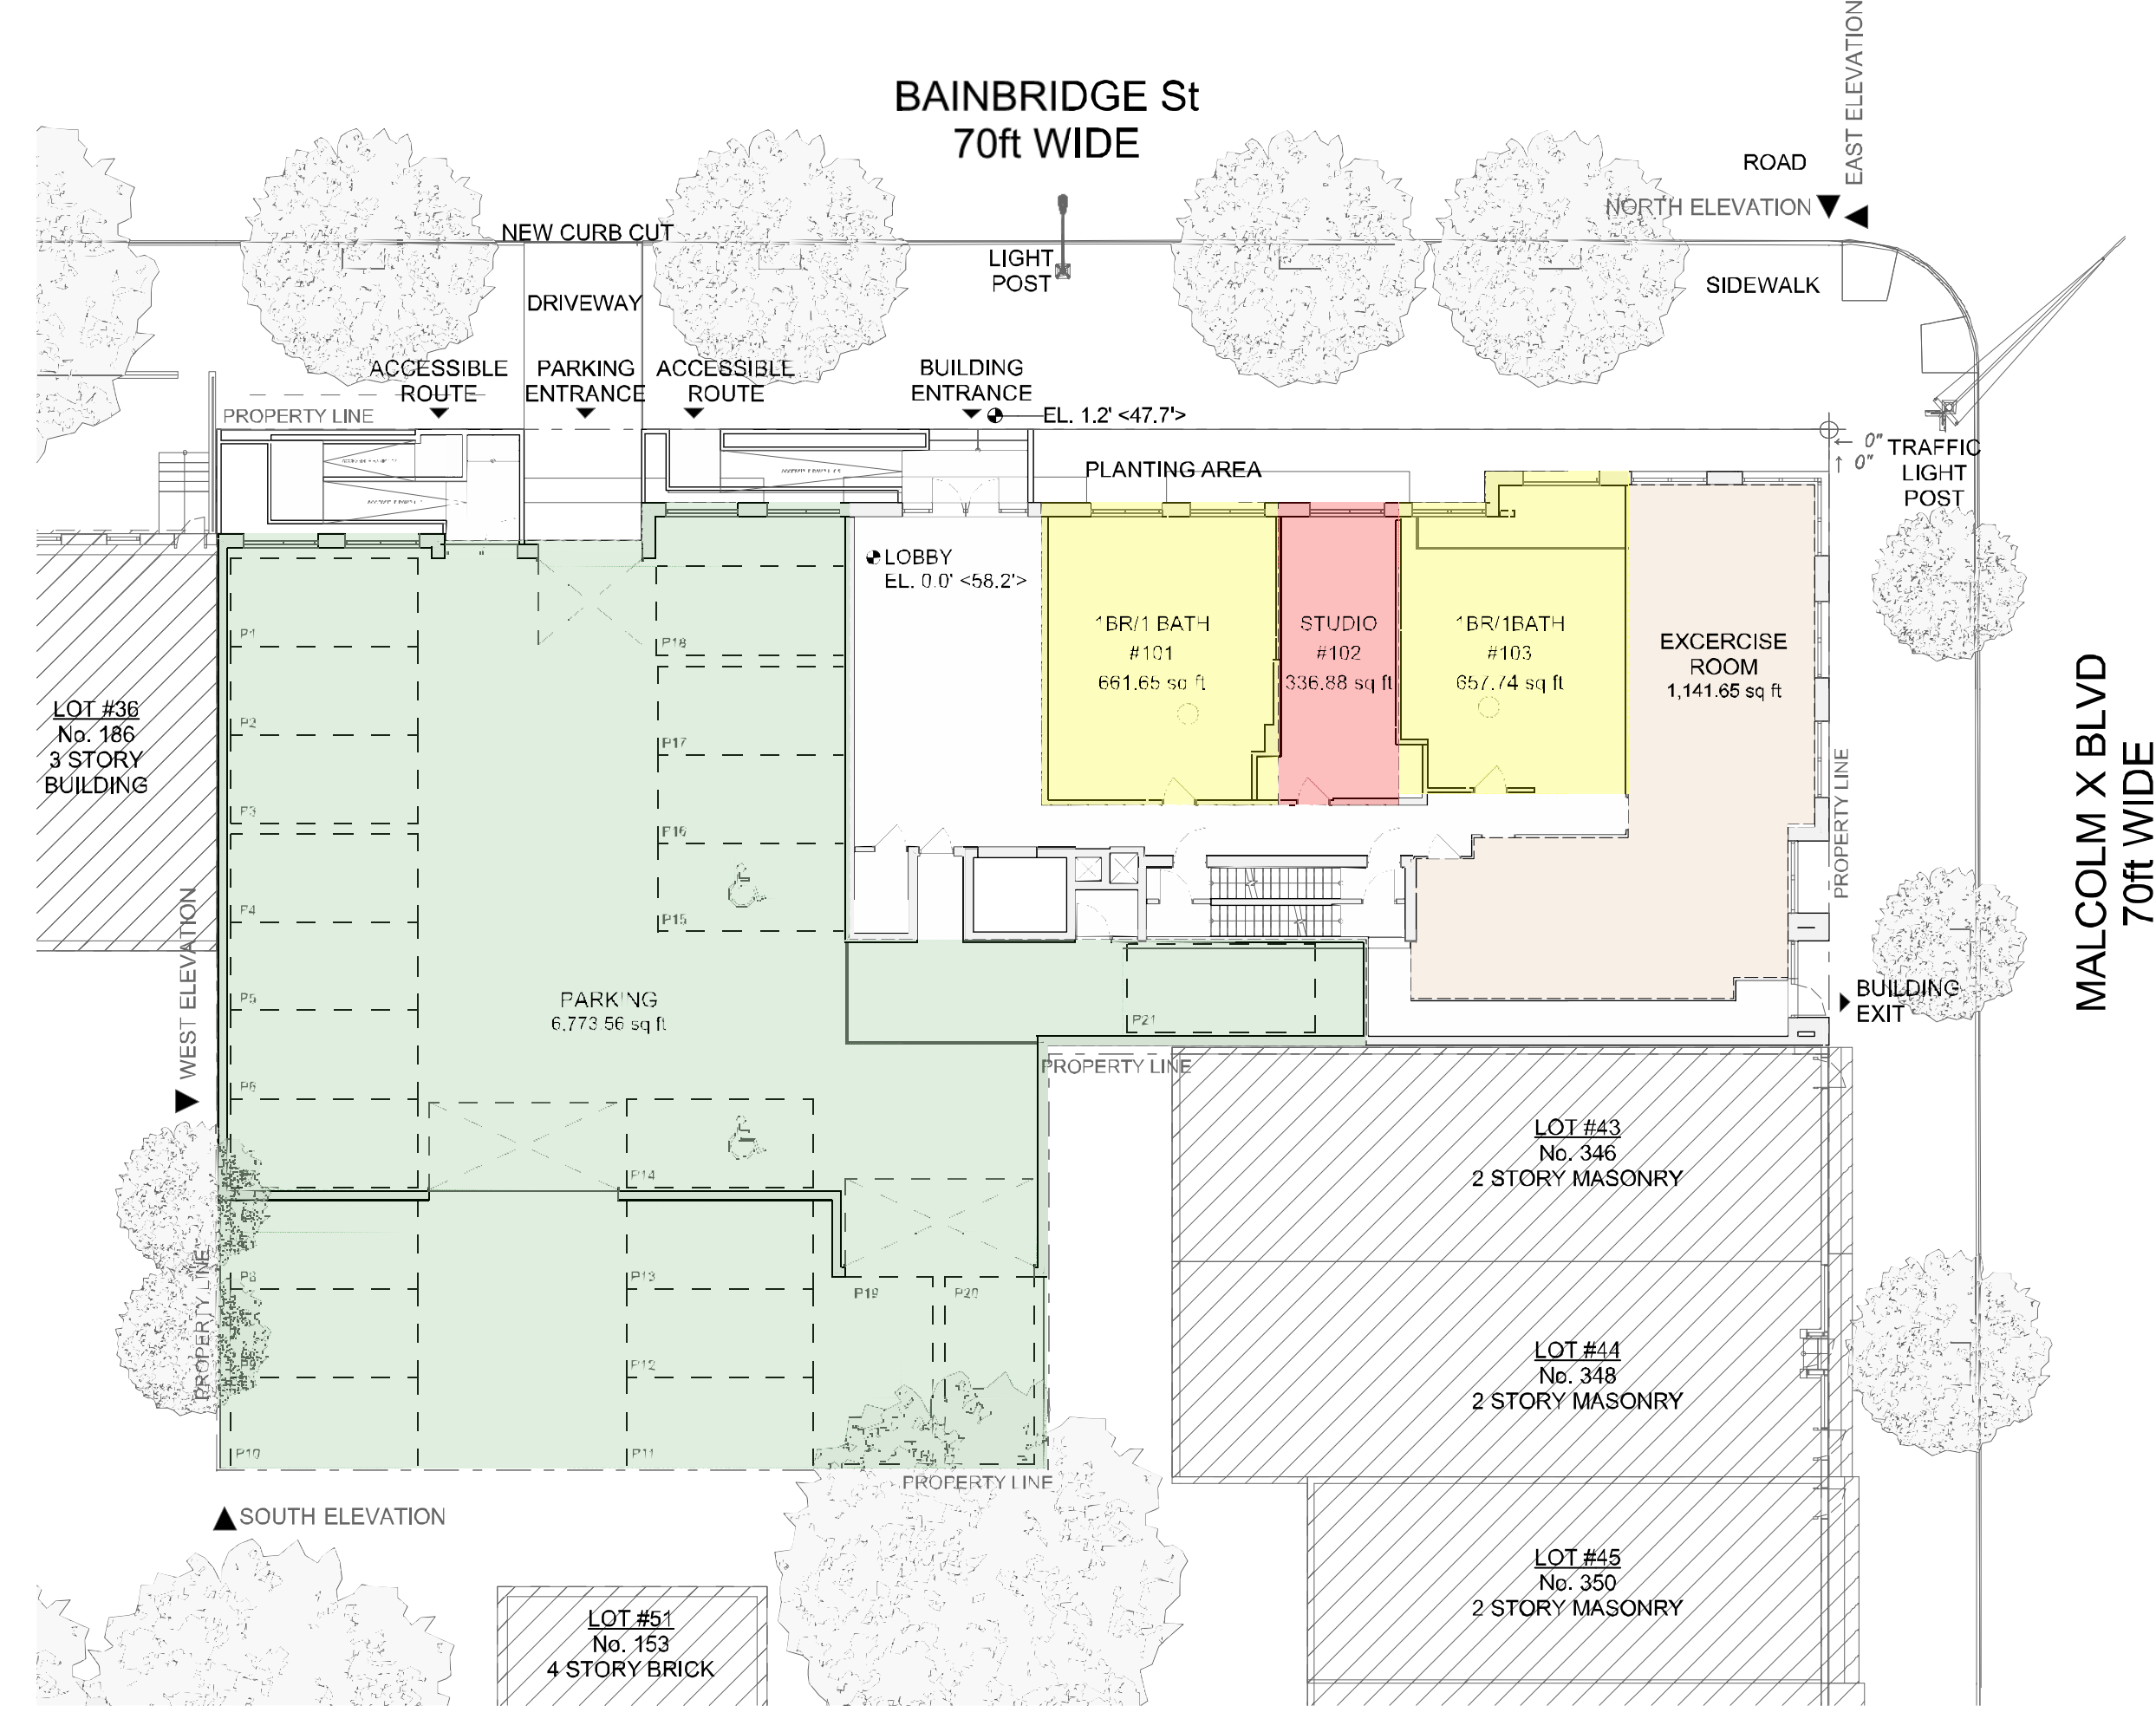 BAINBRIDGE St
70ft WIDE
EAST ELEVATION
ROAD
NORTH ELEVATION
NEW CURB CUT
LIGHT
POST
SIDEWALK
DRIVEWAY
ACCESSIBLE
ROUTE
PARKING
ENTRANCE
ACCESSIBLE
ROUTE
BUILDING
ENTRANCE
PROPERTY LINE
EL. 1.2' <47.7'>
0"
0"
TRAFFIC
LIGHT
POST
PLANTING AREA
LOBBY
EL. 0.0' <58.2'>
1BR/1 BATH
#101
661.65 sq ft
STUDIO
#102
336.88 sq ft
1BR/1BATH
#103
657.74 sq ft
EXCERCISE
ROOM
1,141.65 sq ft
P1
P18
LOT #36
No. 186
3 STORY
BUILDING
P2
P17
P3
P16
MALCOLM X BLVD
70ft WIDE
PROPERTY LINE
WEST ELEVATION
P4
P15
P5
PARKING
6,773.56 sq ft
P21
BUILDING
EXIT
PROPERTY LINE
P6
P14
LOT #43
No. 346
2 STORY MASONRY
PROPERTY LINE
P8
P13
P19
P20
P12
LOT #44
No. 348
2 STORY MASONRY
P10
P11
PROPERTY LINE
SOUTH ELEVATION
LOT #45
No. 350
2 STORY MASONRY
LOT #51
No. 153
4 STORY BRICK